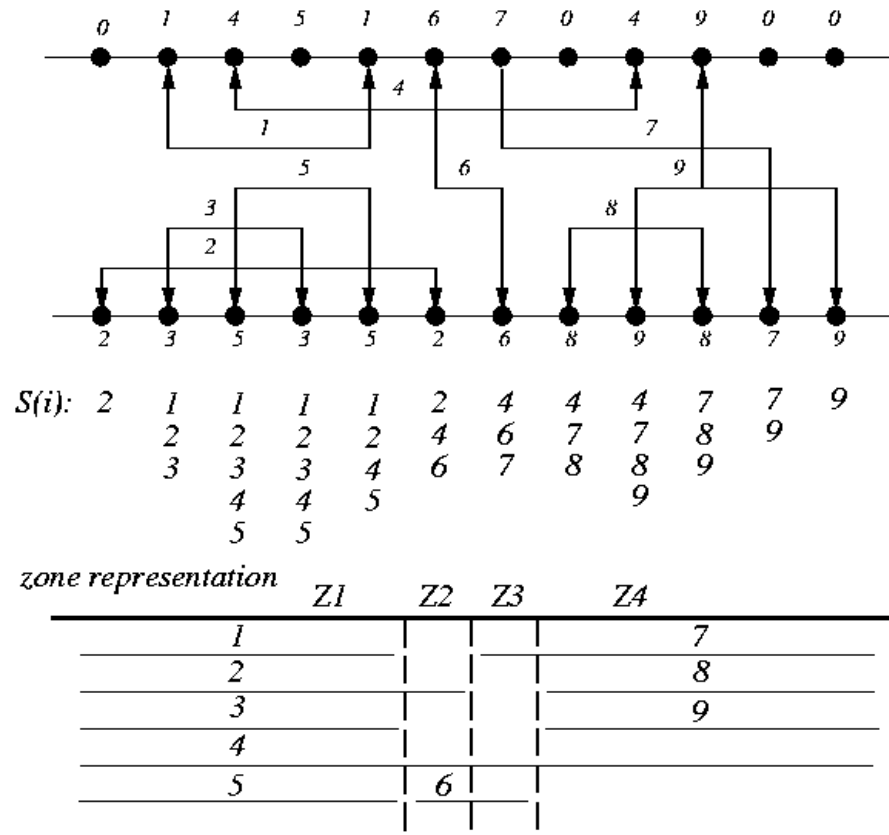 0 1 4 5 1 6 7 0 4 9 0 0
4
1 7
5 6 9
3 8
2
2 3 5 3 5 2 6 8 9 8 7 9
S(i): 2 1 1 1 1 2 4 4 4 7 7 9
2 2 2 2 4 6 7 7 8 9
3 3 3 4 6 7 8 8 9
4 4 5 9
5 5
zone representation
Z1 Z2 Z3 Z4
1 7
2 8
3 9
4
5 6